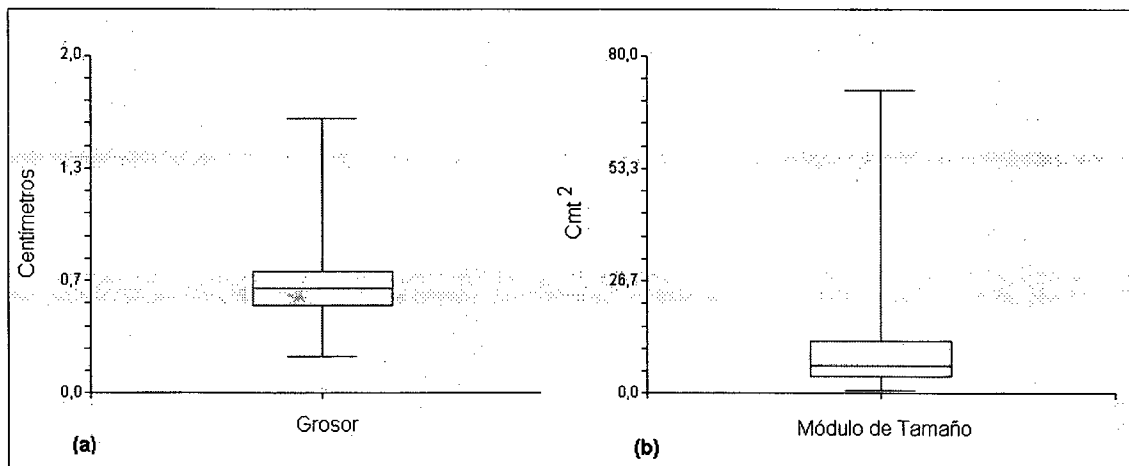 2,0
1,3
0,7
0,0
Centímetros
Grosor
(a)
80,0
53,3
26,7
0,0
Cmt 2
Módulo de Tamaño
(b)